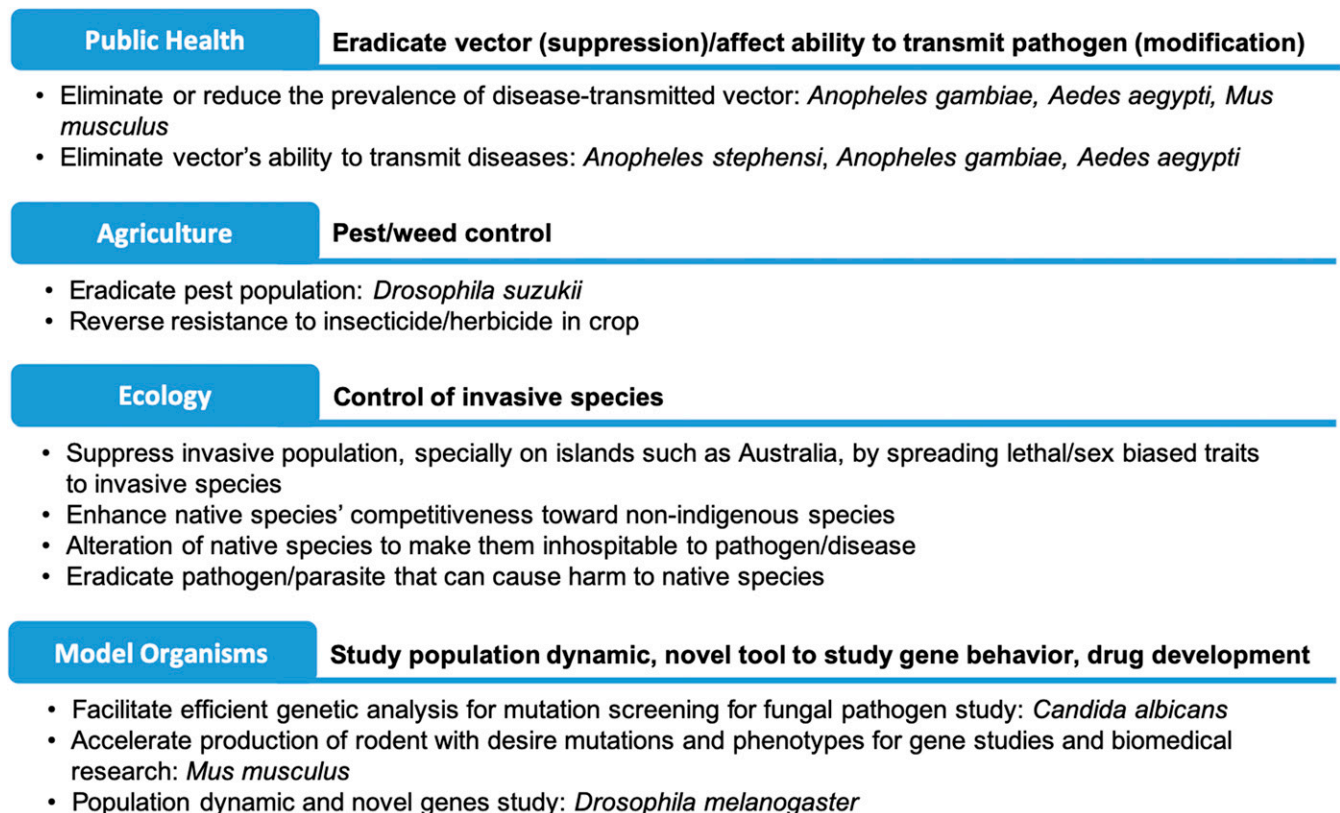 Public Health
Eradicate vector (suppression)/affect ability to transmit pathogen (modification)
• Eliminate or reduce the prevalence of disease-transmitted vector: Anopheles gambiae, Aedes aegypti, Mus
musculus
• Eliminate vector's ability to transmit diseases: Anopheles stephensi, Anopheles gambiae, Aedes aegypti
Agriculture
Pest/weed control
• Eradicate pest population: Drosophila suzukii
• Reverse resistance to insecticide/herbicide in crop
Ecology
Control of invasive species
• Suppress invasive population, specially on islands such as Australia, by spreading lethal/sex biased traits
to invasive species
• Enhance native species' competitiveness toward non-indigenous species
• Alteration of native species to make them inhospitable to pathogen/disease
• Eradicate pathogen/parasite that can cause harm to native species
Model Organisms
Study population dynamic, novel tool to study gene behavior, drug development
• Facilitate efficient genetic analysis for mutation screening for fungal pathogen study: Candida albicans
• Accelerate production of rodent with desire mutations and phenotypes for gene studies and biomedical
research: Mus musculus
• Population dynamic and novel genes study: Drosophila melanogaster